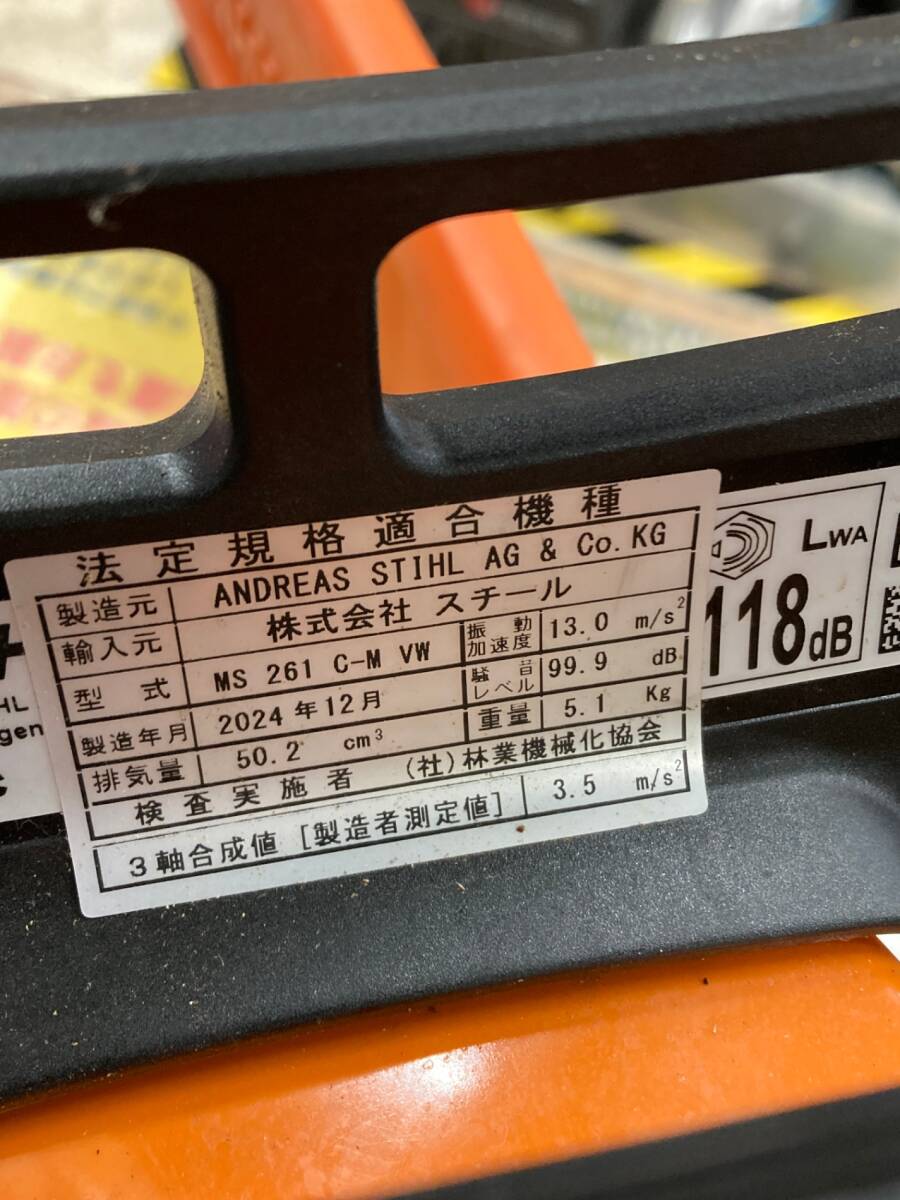 法定規格適合機種
製造元 ANDREAS STIHL AG & Co. KG
輸入元 株式会社 スチール
型式 MS 261 C-M VW
振動加速度 13.0 m/s²
製造年月 2024年12月
騒音レベル 99.9 dB
排気量 50.2 cm³
重量 5.1 Kg
検査実施者 (社)林業機械化協会
3軸合成値 [製造者測定値] 3.5 m/s²
LWA
118dB
HL
gen